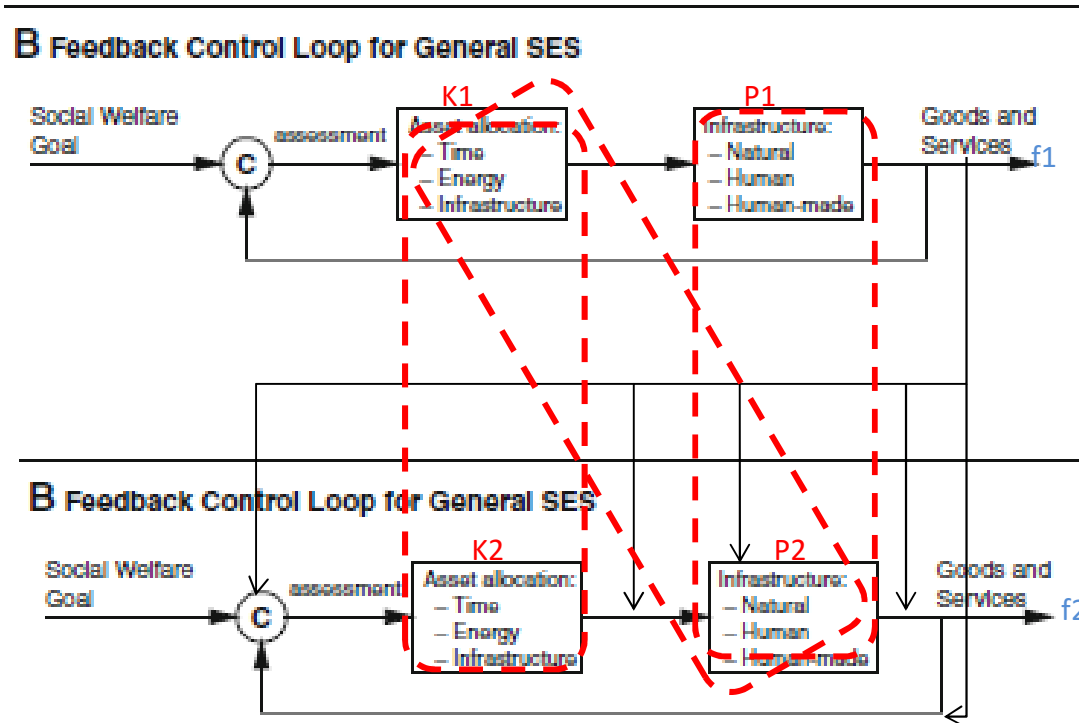 B Feedback Control Loop for General SES
K1
P1
Social Welfare
Goal
assessment
C
Asset allocation:
– Time
– Energy
– Infrastructure
Infrastructure:
– Natural
– Human
– Human-made
Goods and
Services
f1
B Feedback Control Loop for General SES
K2
P2
Social Welfare
Goal
assessment
C
Asset allocation:
– Time
– Energy
– Infrastructure
Infrastructure:
– Natural
– Human
– Human-made
Goods and
Services
f2